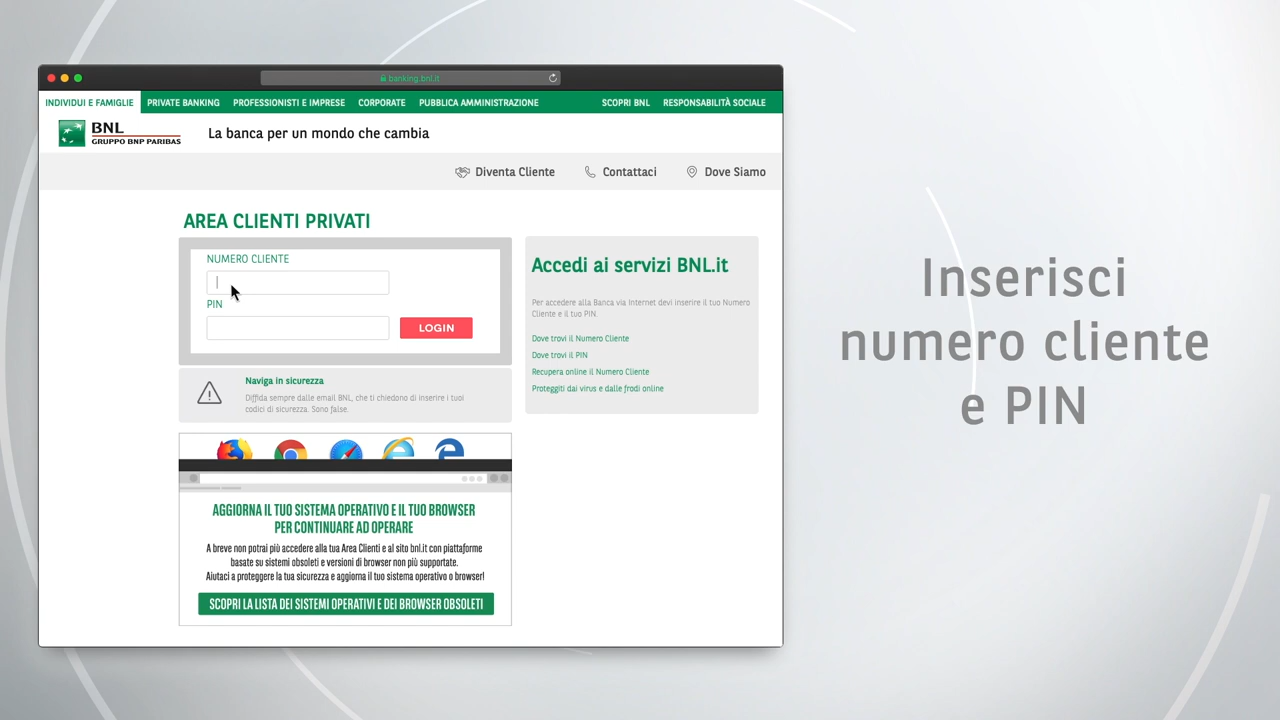 banking.bnl.it
INDIVIDUI E FAMIGLIE PRIVATE BANKING PROFESSIONISTI E IMPRESE CORPORATE PUBBLICA AMMINISTRAZIONE SCOPRI BNL RESPONSABILITÀ SOCIALE
BNL
GRUPPO BNP PARIBAS
La banca per un mondo che cambia
Diventa Cliente Contattaci Dove Siamo
AREA CLIENTI PRIVATI
NUMERO CLIENTE
PIN
LOGIN
Naviga in sicurezza
Diffida sempre dalle email BNL, che ti chiedono di inserire i tuoi
codici di sicurezza. Sono false.
AGGIORNA IL TUO SISTEMA OPERATIVO E IL TUO BROWSER
PER CONTINUARE AD OPERARE
A breve non potrai più accedere alla tua Area Clienti e al sito bnl.it con piattaforme
basate su sistemi obsoleti e versioni di browser non più supportate.
Aiutaci a proteggere la tua sicurezza e aggiorna il tuo sistema operativo o browser!
SCOPRI LA LISTA DEI SISTEMI OPERATIVI E DEI BROWSER OBSOLETI
Accedi ai servizi BNL.it
Per accedere alla Banca via Internet devi inserire il tuo Numero
Cliente e il tuo PIN.
Dove trovi il Numero Cliente
Dove trovi il PIN
Recupera online il Numero Cliente
Proteggiti dai virus e dalle frodi online
Inserisci
numero cliente
e PIN